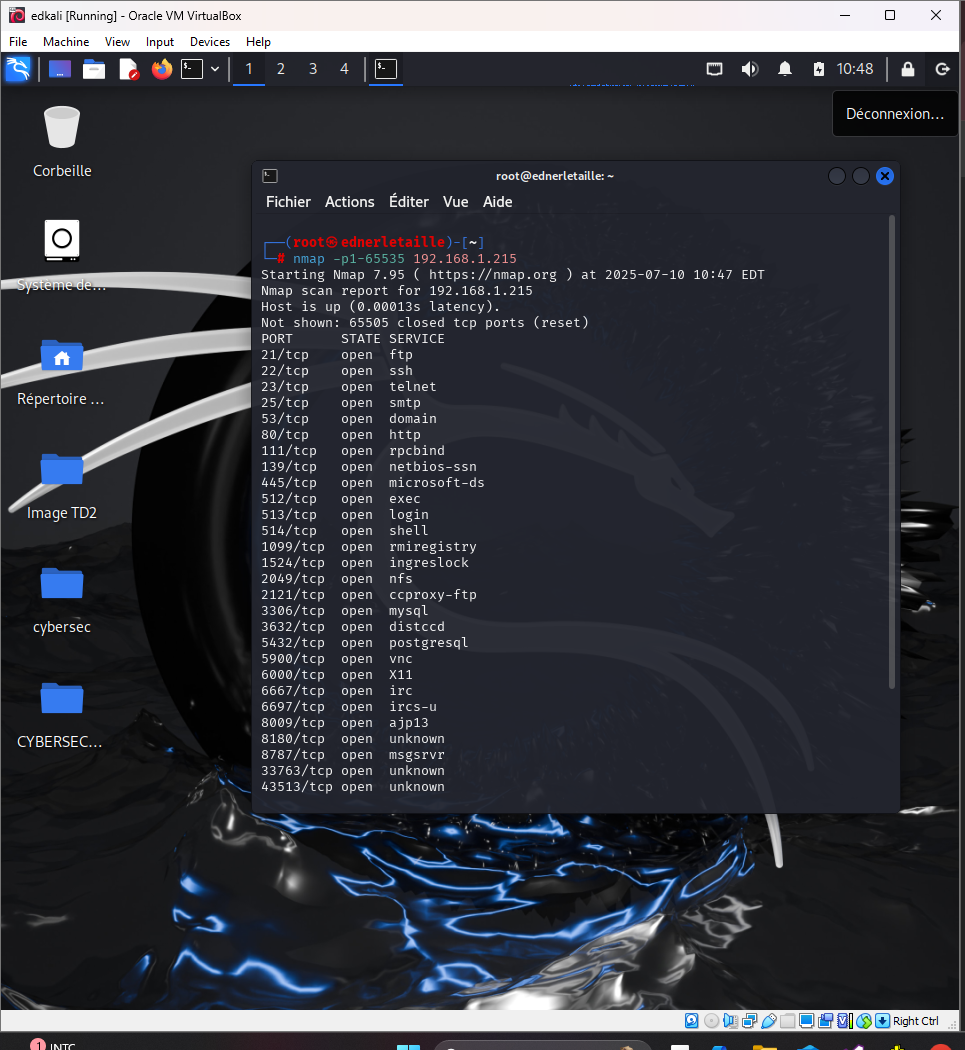 edkali [Running] - Oracle VM VirtualBox
File Machine View Input Devices Help
1 2 3 4 10:48
Déconnexion...
Corbeille
Système de...
Répertoire ...
Image TD2
cybersec
CYBERSEC...
root@ednerletaille: ~
Fichier Actions Éditer Vue Aide
┌──(root㉿ednerletaille)-[~]
└─# nmap -p1-65535 192.168.1.215
Starting Nmap 7.95 ( https://nmap.org ) at 2025-07-10 10:47 EDT
Nmap scan report for 192.168.1.215
Host is up (0.00013s latency).
Not shown: 65505 closed tcp ports (reset)
PORT STATE SERVICE
21/tcp open ftp
22/tcp open ssh
23/tcp open telnet
25/tcp open smtp
53/tcp open domain
80/tcp open http
111/tcp open rpcbind
139/tcp open netbios-ssn
445/tcp open microsoft-ds
512/tcp open exec
513/tcp open login
514/tcp open shell
1099/tcp open rmiregistry
1524/tcp open ingreslock
2049/tcp open nfs
2121/tcp open ccproxy-ftp
3306/tcp open mysql
3632/tcp open distccd
5432/tcp open postgresql
5900/tcp open vnc
6000/tcp open X11
6667/tcp open irc
6697/tcp open ircs-u
8009/tcp open ajp13
8180/tcp open unknown
8787/tcp open msgsrvr
33763/tcp open unknown
43513/tcp open unknown
Right Ctrl
1 INTC